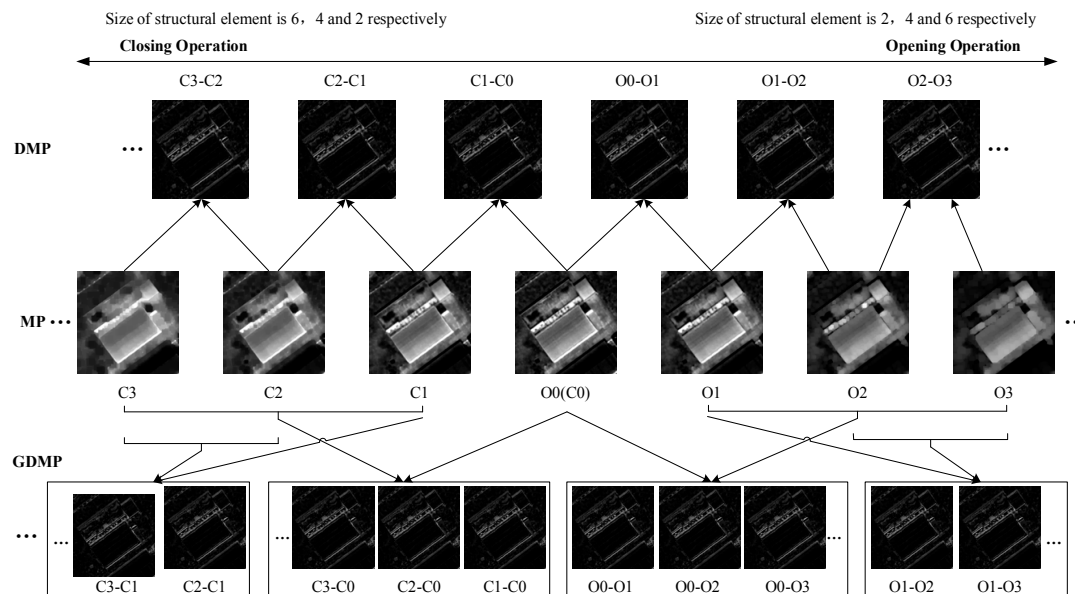 Size of structural element is 6，4 and 2 respectively
Size of structural element is 2，4 and 6 respectively
Closing Operation
Opening Operation
C3-C2 C2-C1 C1-C0 O0-O1 O1-O2 O2-O3
DMP ... ...
MP ... ...
C3 C2 C1 O0(C0) O1 O2 O3
GDMP
... ... ... ... ...
C3-C1 C2-C1 C3-C0 C2-C0 C1-C0 O0-O1 O0-O2 O0-O3 O1-O2 O1-O3